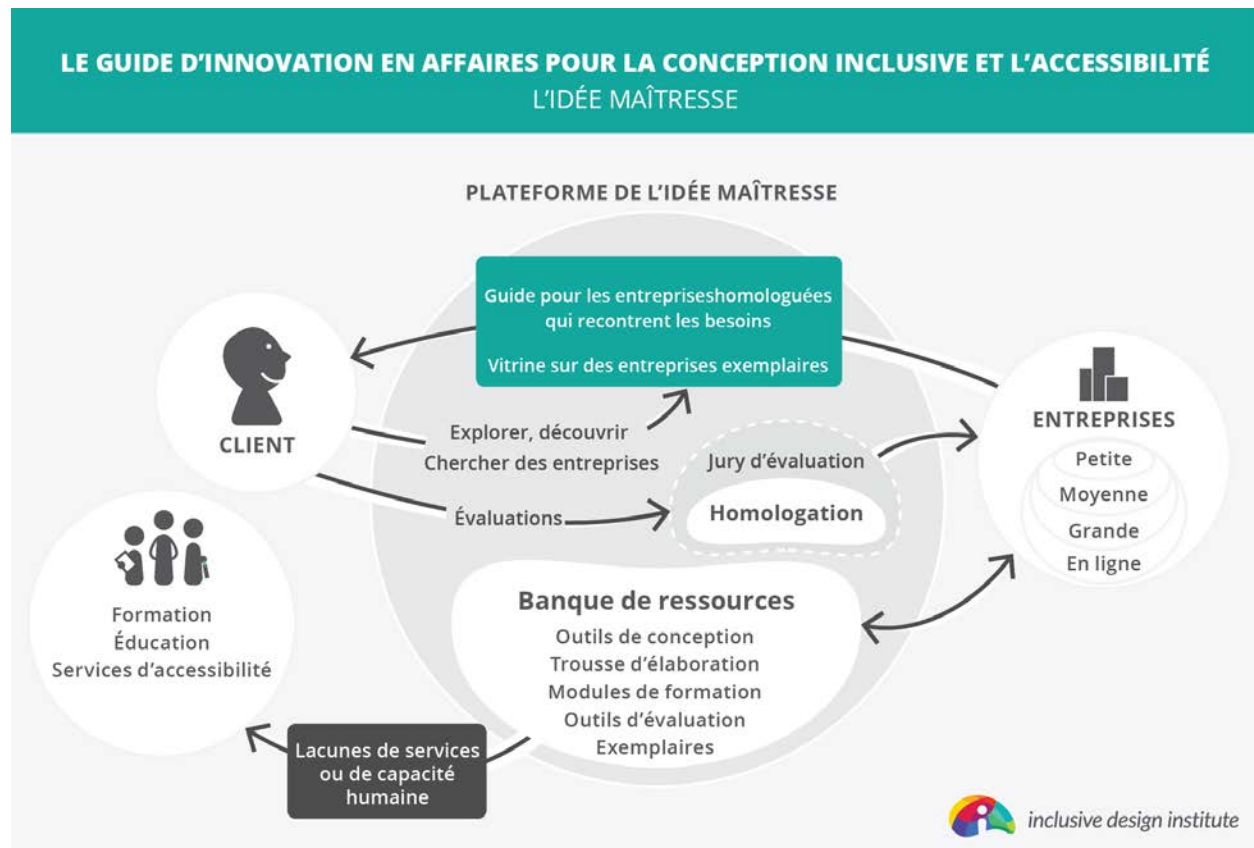 LE GUIDE D'INNOVATION EN AFFAIRES POUR LA CONCEPTION INCLUSIVE ET L'ACCESSIBILITÉ
L'IDÉE MAÎTRESSE
PLATEFORME DE L'IDÉE MAÎTRESSE
Guide pour les entrepriseshomologuées
qui recontrent les besoins
Vitrine sur des entreprises exemplaires
CLIENT
Explorer, découvrir
Chercher des entreprises
Évaluations
Jury d'évaluation
Homologation
ENTREPRISES
Petite
Moyenne
Grande
En ligne
Formation
Éducation
Services d'accessibilité
Banque de ressources
Outils de conception
Trousse d'élaboration
Modules de formation
Outils d'évaluation
Exemplaires
Lacunes de services
ou de capacité
humaine
inclusive design institute